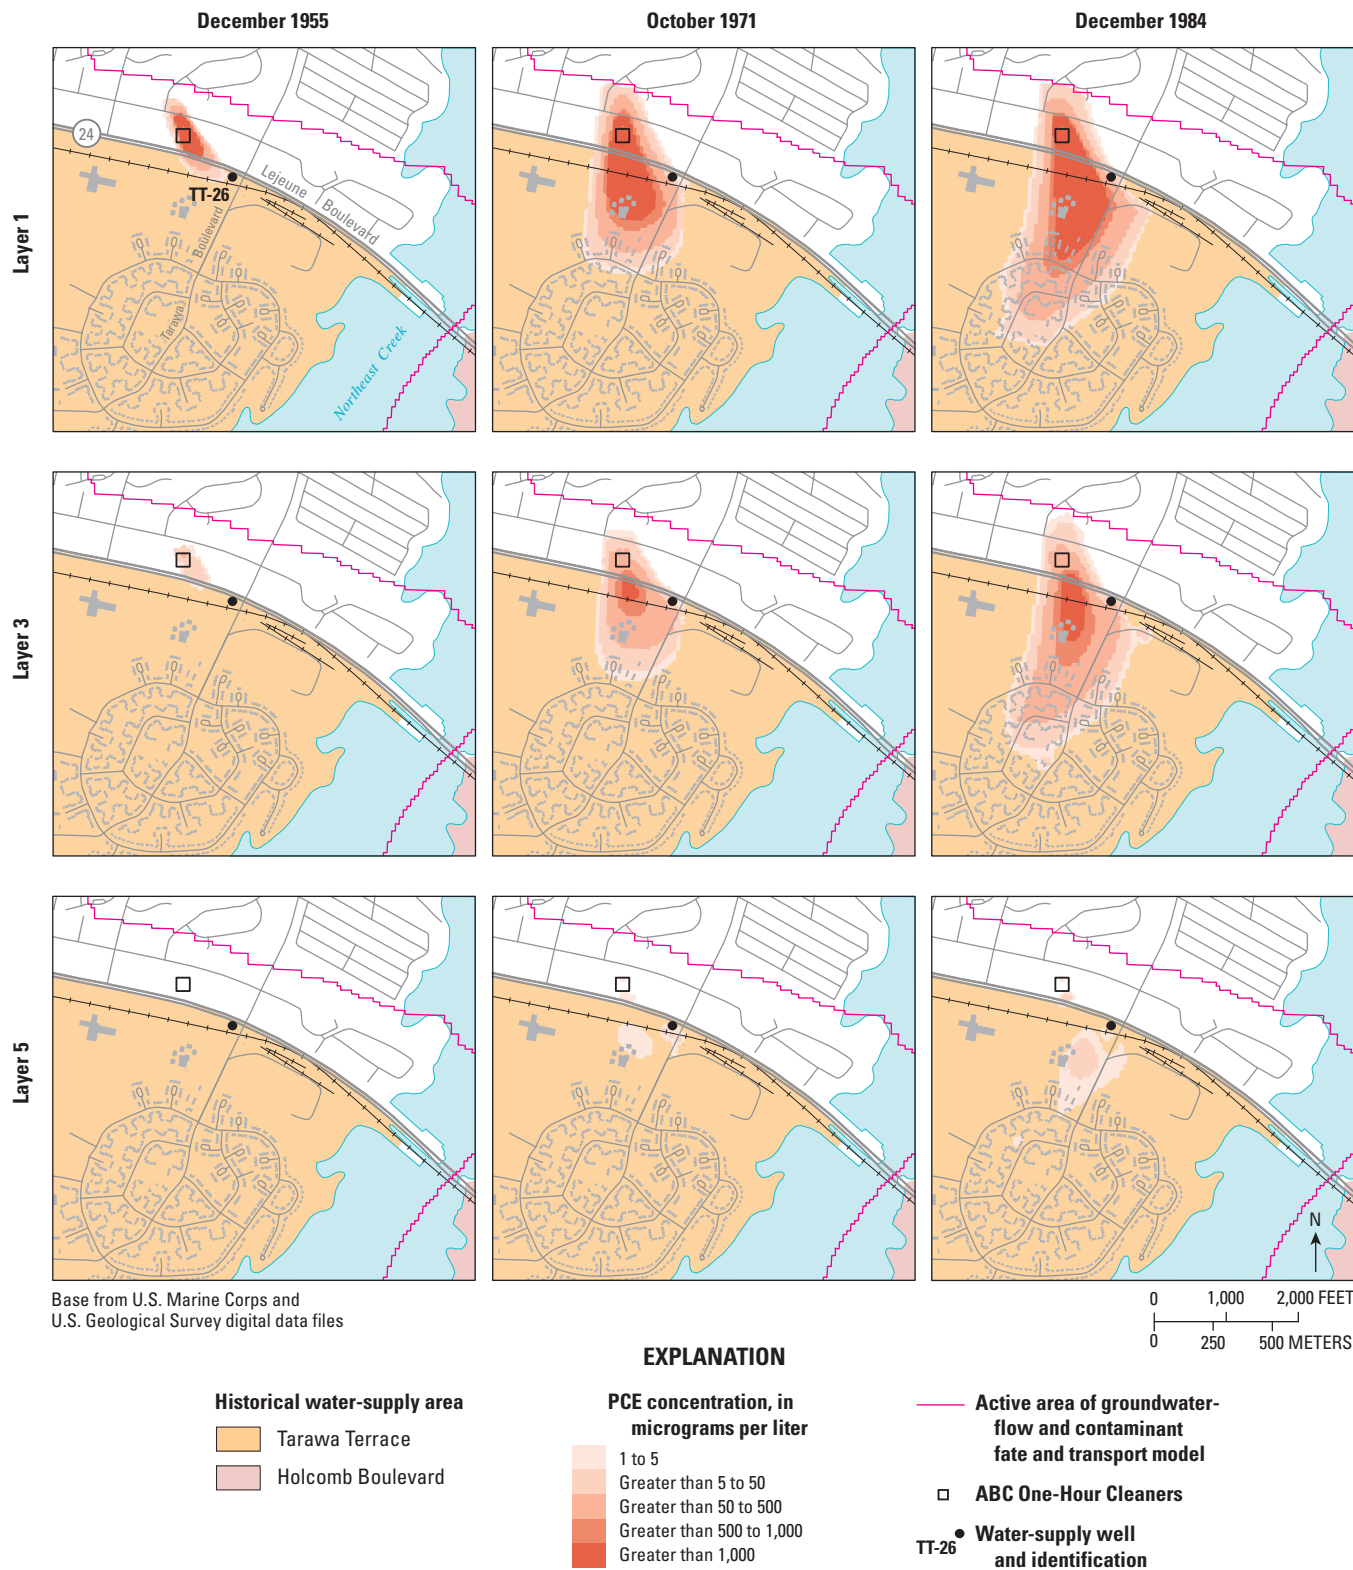 December 1955
October 1971
December 1984
Layer 1
24
TT-26
Lejeune
Boulevard
Boulevard
Tarawa
Northeast Creek
Layer 3
Layer 5
N
Base from U.S. Marine Corps and
U.S. Geological Survey digital data files
0 1,000 2,000 FEET
0 250 500 METERS
EXPLANATION
Historical water-supply area
Tarawa Terrace
Holcomb Boulevard
PCE concentration, in
micrograms per liter
1 to 5
Greater than 5 to 50
Greater than 50 to 500
Greater than 500 to 1,000
Greater than 1,000
Active area of groundwater-
flow and contaminant
fate and transport model
ABC One-Hour Cleaners
TT-26
Water-supply well
and identification